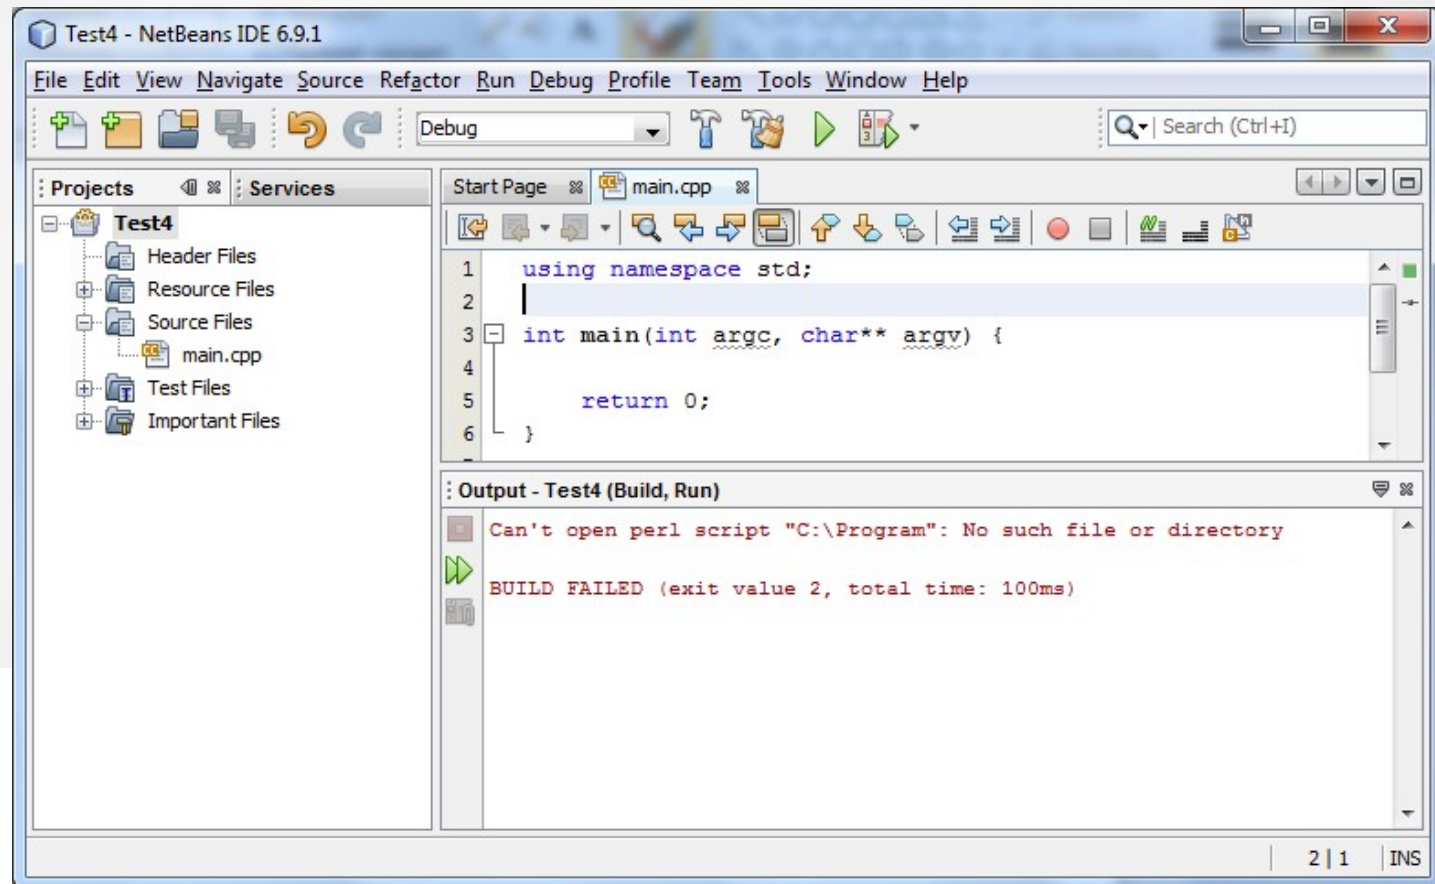 Test4 - NetBeans IDE 6.9.1
File Edit View Navigate Source Refactor Run Debug Profile Team Tools Window Help
Debug
Search (Ctrl+I)
Projects Services
Start Page main.cpp
Test4
Header Files
Resource Files
Source Files
main.cpp
Test Files
Important Files
1 using namespace std;
2
3 int main(int argc, char** argv) {
4
5 return 0;
6 }
Output - Test4 (Build, Run)
Can't open perl script "C:\Program": No such file or directory
BUILD FAILED (exit value 2, total time: 100ms)
2 | 1 INS